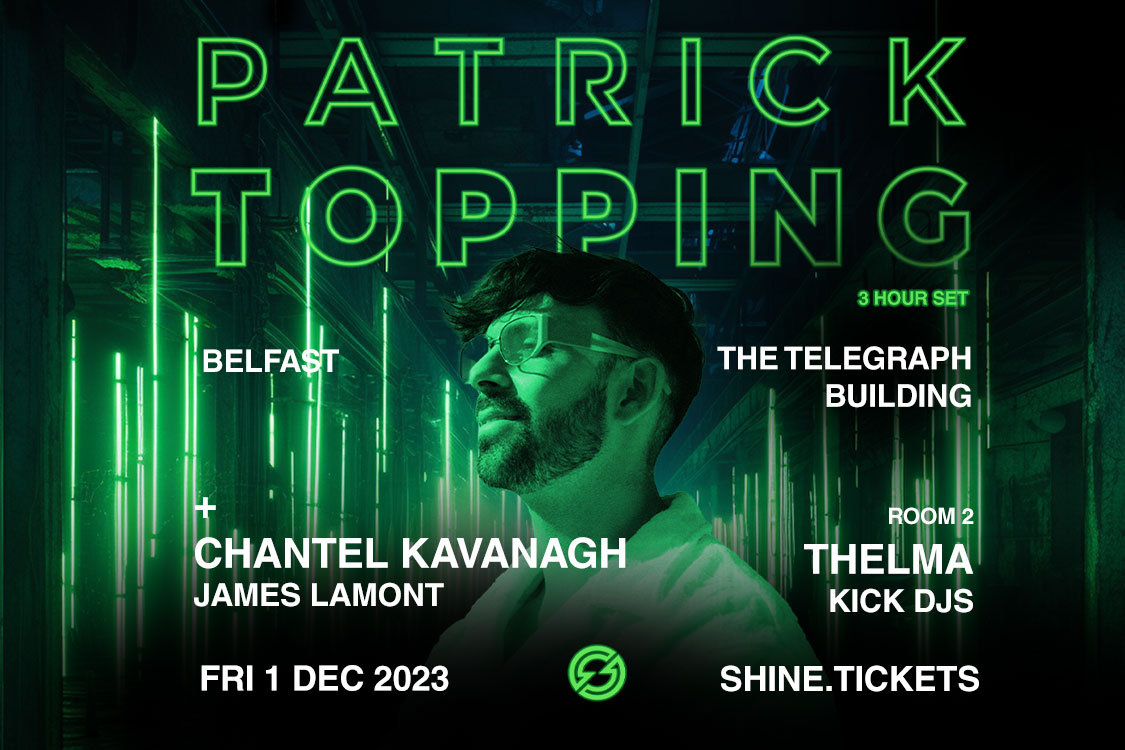 PATRICK
TOPPING
3 HOUR SET
BELFAST
THE TELEGRAPH
BUILDING
+
CHANTEL KAVANAGH
JAMES LAMONT
ROOM 2
THELMA
KICK DJS
FRI 1 DEC 2023
SHINE.TICKETS